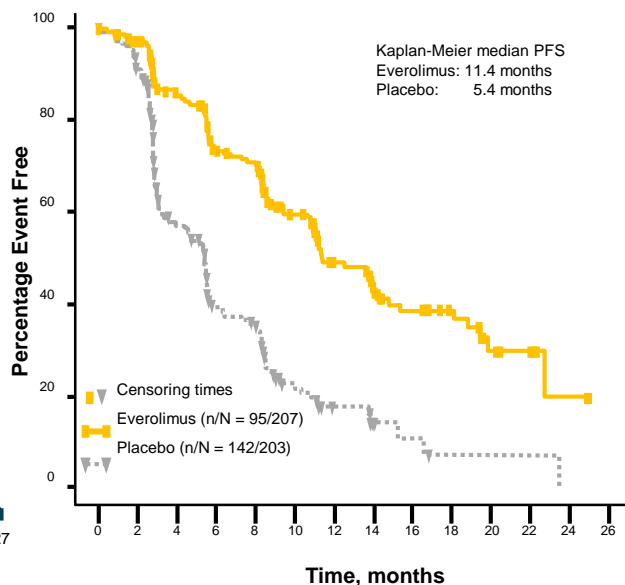 100
80
60
40
20
0
Percentage Event Free
Kaplan-Meier median PFS
Everolimus: 11.4 months
Placebo: 5.4 months
Censoring times
Everolimus (n/N = 95/207)
Placebo (n/N = 142/203)
0 2 4 6 8 10 12 14 16 18 20 22 24 26
27
Time, months